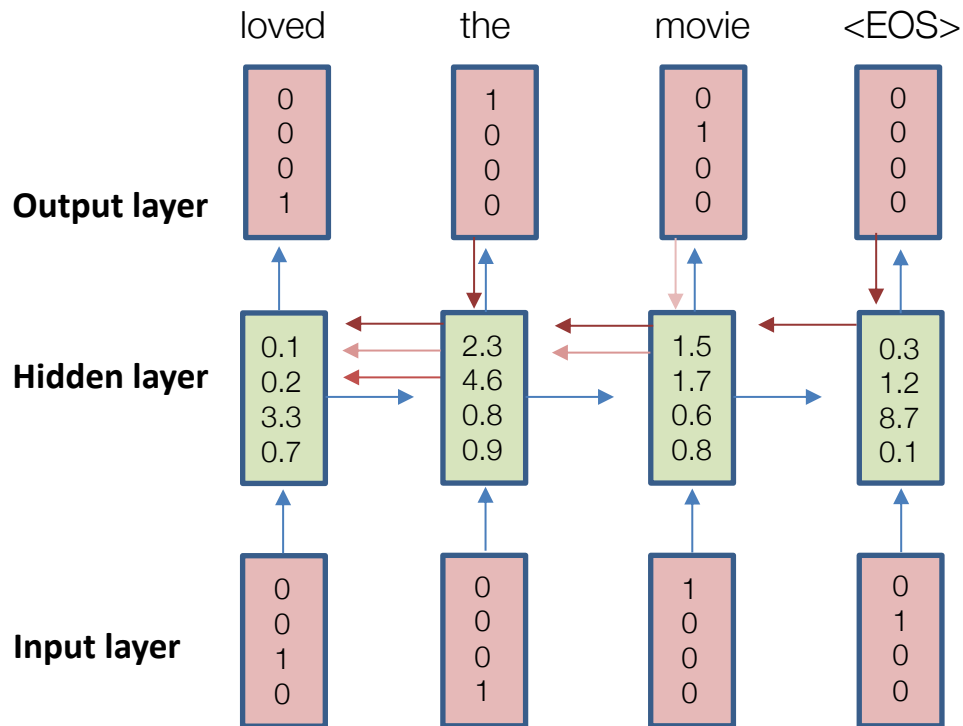 loved the movie <EOS>
Output layer
0 1 0 0
0 0 1 0
0 0 0 0
1 0 0 0
Hidden layer
0.1 2.3 1.5 0.3
0.2 4.6 1.7 1.2
3.3 0.8 0.6 8.7
0.7 0.9 0.8 0.1
Input layer
0 0 1 0
0 0 0 1
1 0 0 0
0 1 0 0